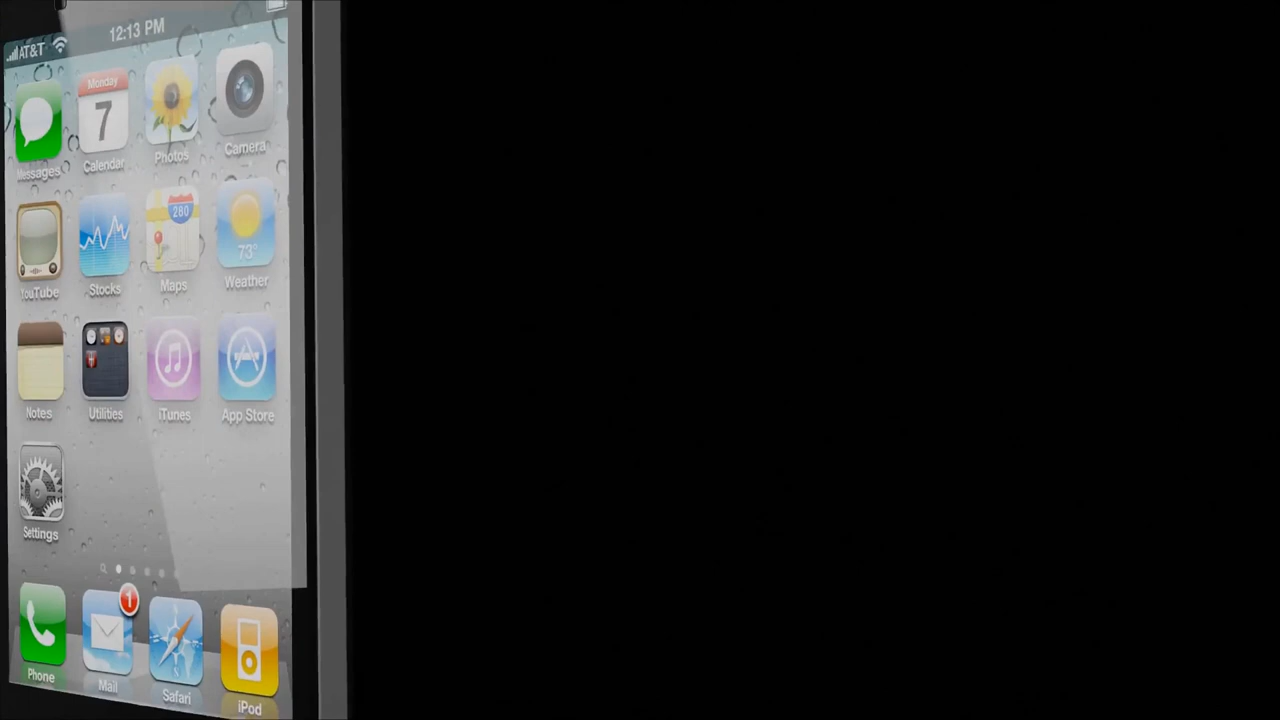 AT&T 12:13 PM
Monday
7
Messages Calendar Photos Camera
280
73°
YouTube Stocks Maps Weather
Notes Utilities iTunes App Store
Settings
1
Phone Mail Safari iPod